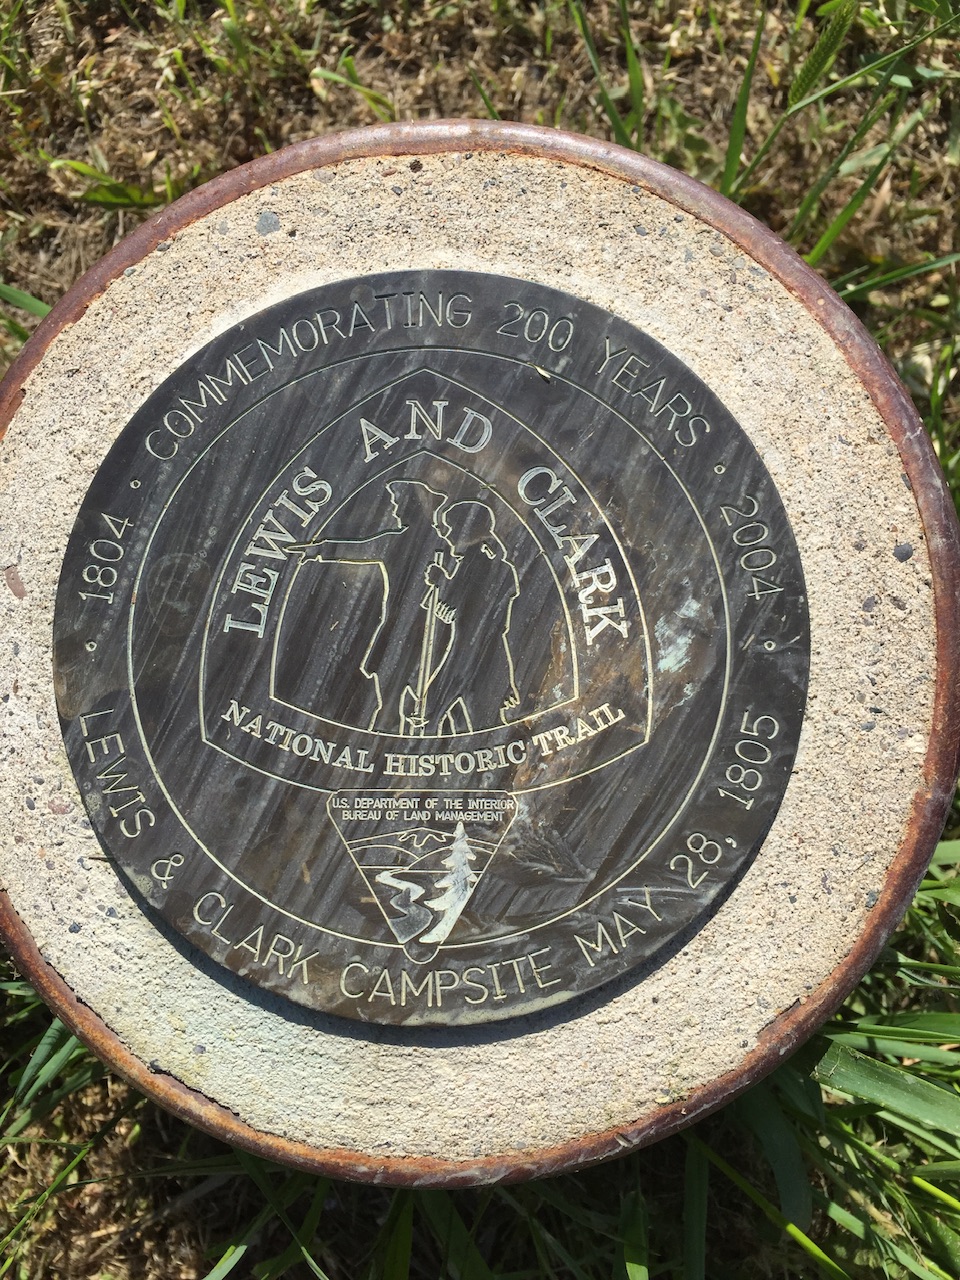 COMMEMORATING 200 YEARS
• 1804 •
• 2004 •
LEWIS AND CLARK
NATIONAL HISTORIC TRAIL
U.S. DEPARTMENT OF THE INTERIOR
BUREAU OF LAND MANAGEMENT
LEWIS & CLARK CAMPSITE MAY 28, 1805